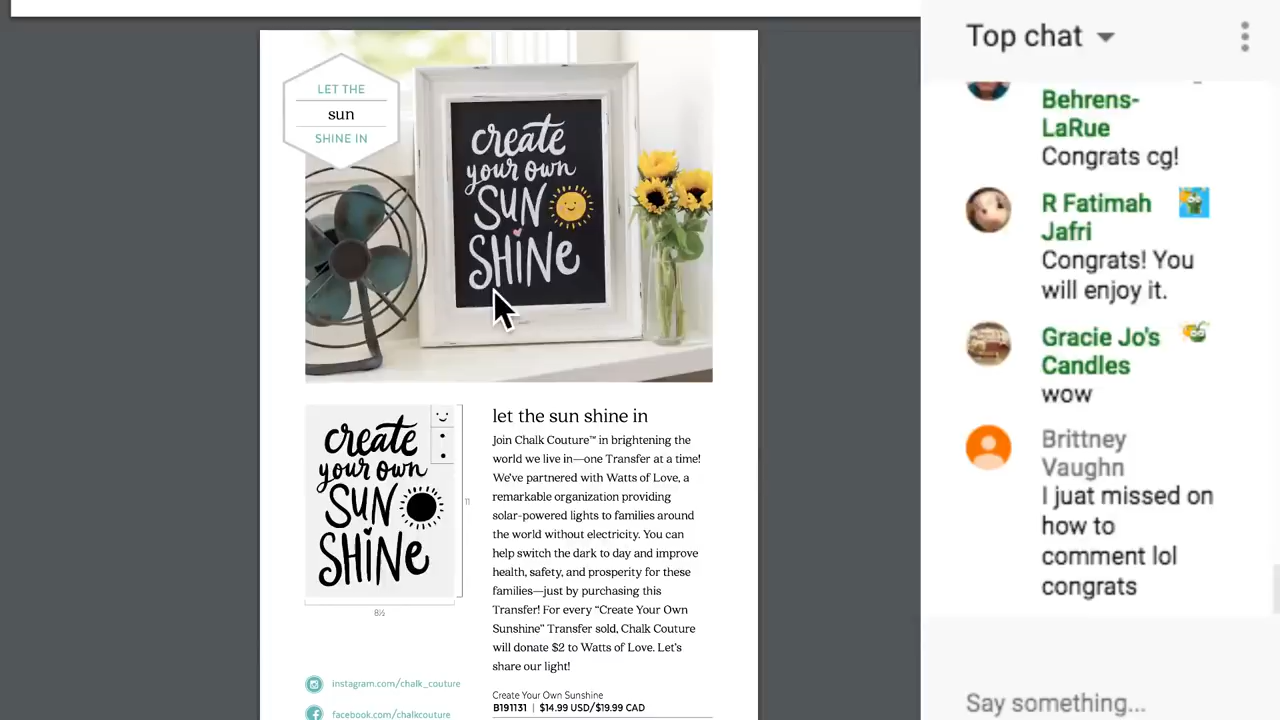 LET THE
sun
SHINE IN
create
your own
SUN
SHINE
create
your own
SUN
SHINE
11
8½
let the sun shine in
Join Chalk Couture™ in brightening the
world we live in—one Transfer at a time!
We've partnered with Watts of Love, a
remarkable organization providing
solar-powered lights to families around
the world without electricity. You can
help switch the dark to day and improve
health, safety, and prosperity for these
families—just by purchasing this
Transfer! For every “Create Your Own
Sunshine” Transfer sold, Chalk Couture
will donate $2 to Watts of Love. Let's
share our light!
Create Your Own Sunshine
B191131 | $14.99 USD/$19.99 CAD
instagram.com/chalk_couture
facebook.com/chalkcouture
Top chat
Behrens-
LaRue
Congrats cg!
R Fatimah
Jafri
Congrats! You
will enjoy it.
Gracie Jo's
Candles
wow
Brittney
Vaughn
I juat missed on
how to
comment lol
congrats
Say something...